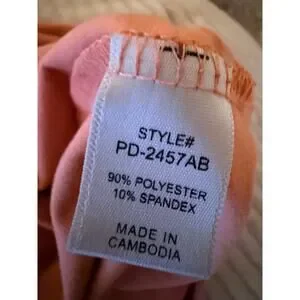 STYLE#
PD-2457AB
90% POLYESTER
10% SPANDEX
MADE IN
CAMBODIA